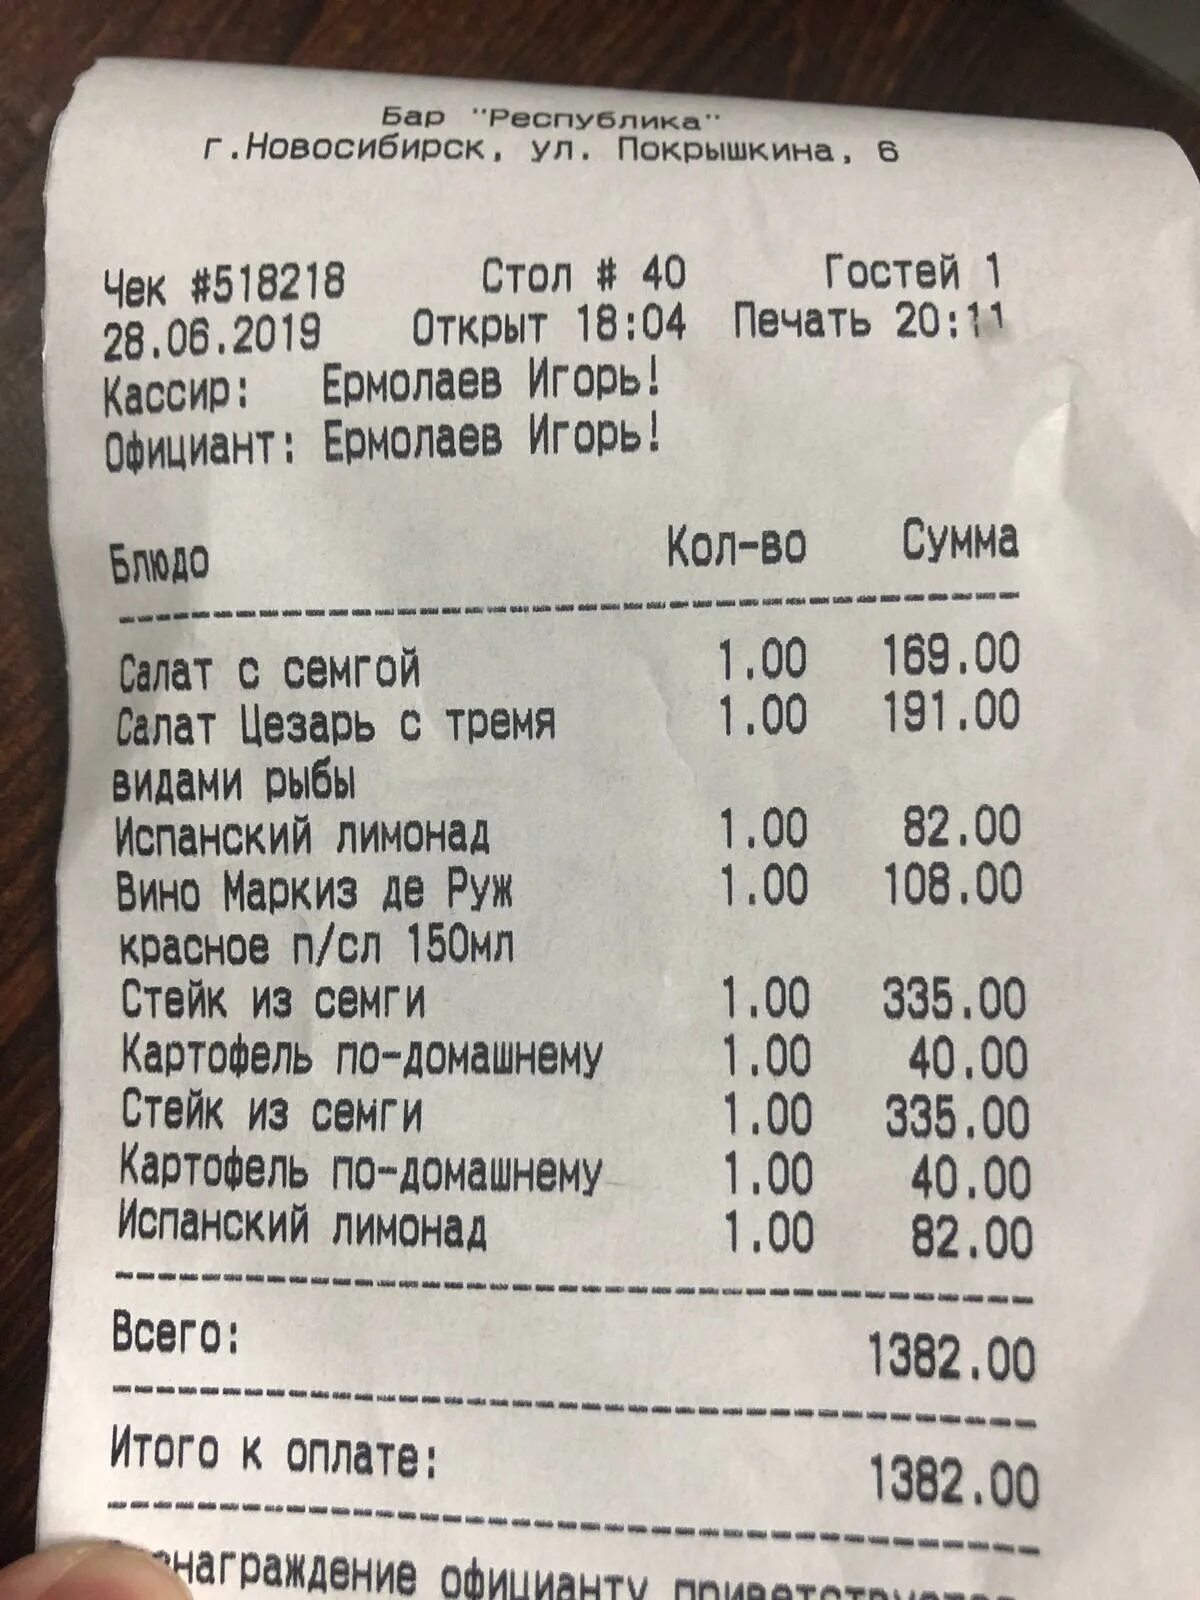 Бар "Республика"
г.Новосибирск, ул. Покрышкина, 6
Чек #518218 Стол # 40 Гостей 1
28.06.2019 Открыт 18:04 Печать 20:11
Кассир: Ермолаев Игорь!
Официант: Ермолаев Игорь!
Блюдо Кол-во Сумма
Салат с семгой 1.00 169.00
Салат Цезарь с тремя 1.00 191.00
видами рыбы
Испанский лимонад 1.00 82.00
Вино Маркиз де Руж 1.00 108.00
красное п/сл 150мл
Стейк из семги 1.00 335.00
Картофель по-домашнему 1.00 40.00
Стейк из семги 1.00 335.00
Картофель по-домашнему 1.00 40.00
Испанский лимонад 1.00 82.00
Всего: 1382.00
Итого к оплате: 1382.00
официанту приветствуется